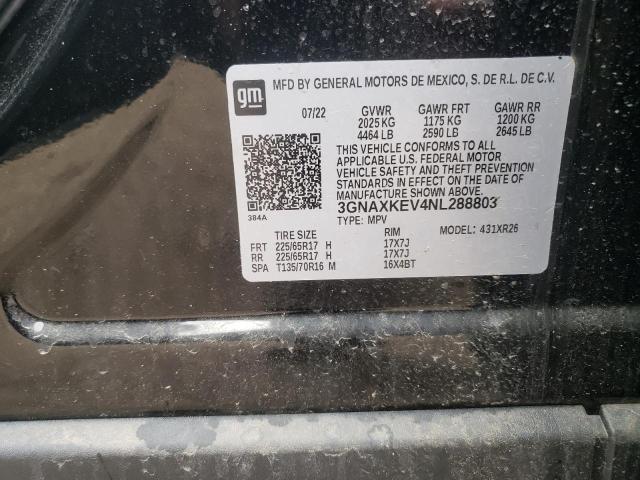 gm
MFD BY GENERAL MOTORS DE MEXICO, S. DE R.L. DE C.V.
07/22 GVWR GAWR FRT GAWR RR
2025 KG 1175 KG 1200 KG
4464 LB 2590 LB 2645 LB
THIS VEHICLE CONFORMS TO ALL
APPLICABLE U.S. FEDERAL MOTOR
VEHICLE SAFETY AND THEFT PREVENTION
STANDARDS IN EFFECT ON THE DATE OF
MANUFACTURE SHOWN ABOVE.
384A
3GNAXKEV4NL288803
TYPE: MPV MODEL: 431XR26
TIRE SIZE RIM
FRT 225/65R17 H 17X7J
RR 225/65R17 H 17X7J
SPA T135/70R16 M 16X4BT